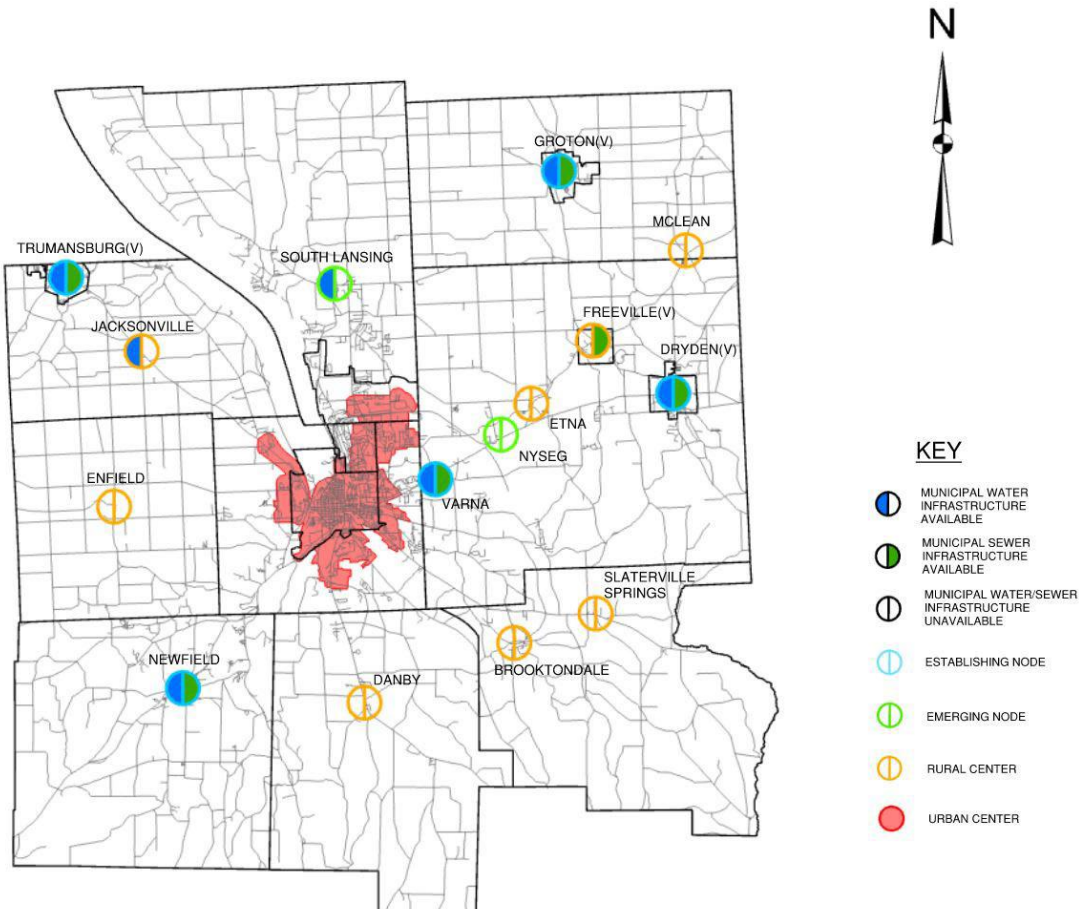 N
GROTON(V)
MCLEAN
TRUMANSBURG(V)
SOUTH LANSING
JACKSONVILLE
FREEVILLE(V)
DRYDEN(V)
ETNA
NYSEG
ENFIELD
VARNA
SLATERVILLE
SPRINGS
NEWFIELD
BROOKTONDALE
DANBY
KEY
MUNICIPAL WATER
INFRASTRUCTURE
AVAILABLE
MUNICIPAL SEWER
INFRASTRUCTURE
AVAILABLE
MUNICIPAL WATER/SEWER
INFRASTRUCTURE
UNAVAILABLE
ESTABLISHING NODE
EMERGING NODE
RURAL CENTER
URBAN CENTER